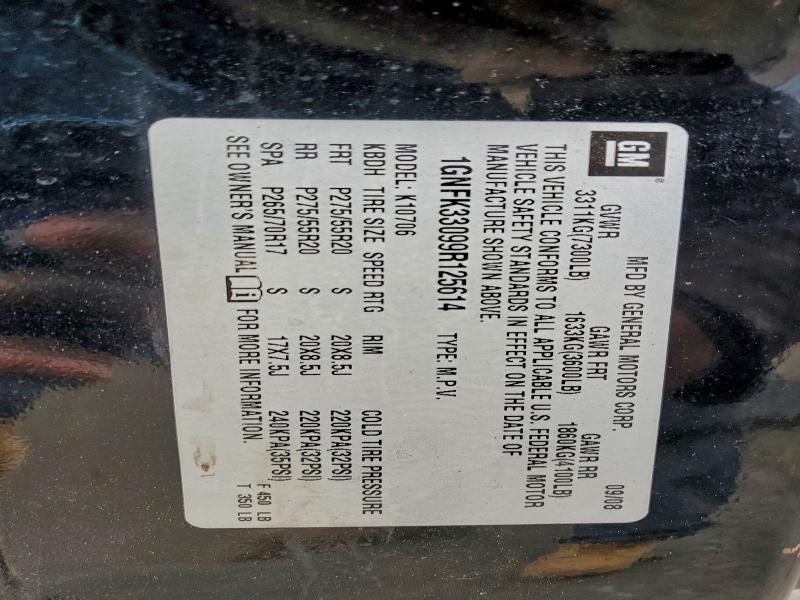 GM®
MFD BY GENERAL MOTORS CORP. 09/08
GVWR GAWR FRT GAWR RR
3311KG(7300LB) 1633KG(3600LB) 1860KG(4100LB)
THIS VEHICLE CONFORMS TO ALL APPLICABLE U.S. FEDERAL MOTOR
VEHICLE SAFETY STANDARDS IN EFFECT ON THE DATE OF
MANUFACTURE SHOWN ABOVE.
1GNFK33099R125614 TYPE: M.P.V.
MODEL: K10706
KBDH TIRE SIZE SPEED RTG RIM COLD TIRE PRESSURE
FRT P275/55R20 S 20X8.5J 220KPA(32PSI)
RR P275/55R20 S 20X8.5J 220KPA(32PSI)
SPA P265/70R17 S 17X7.5J 240KPA(35PSI)
SEE OWNER'S MANUAL FOR MORE INFORMATION.
F 450 LB
T 350 LB